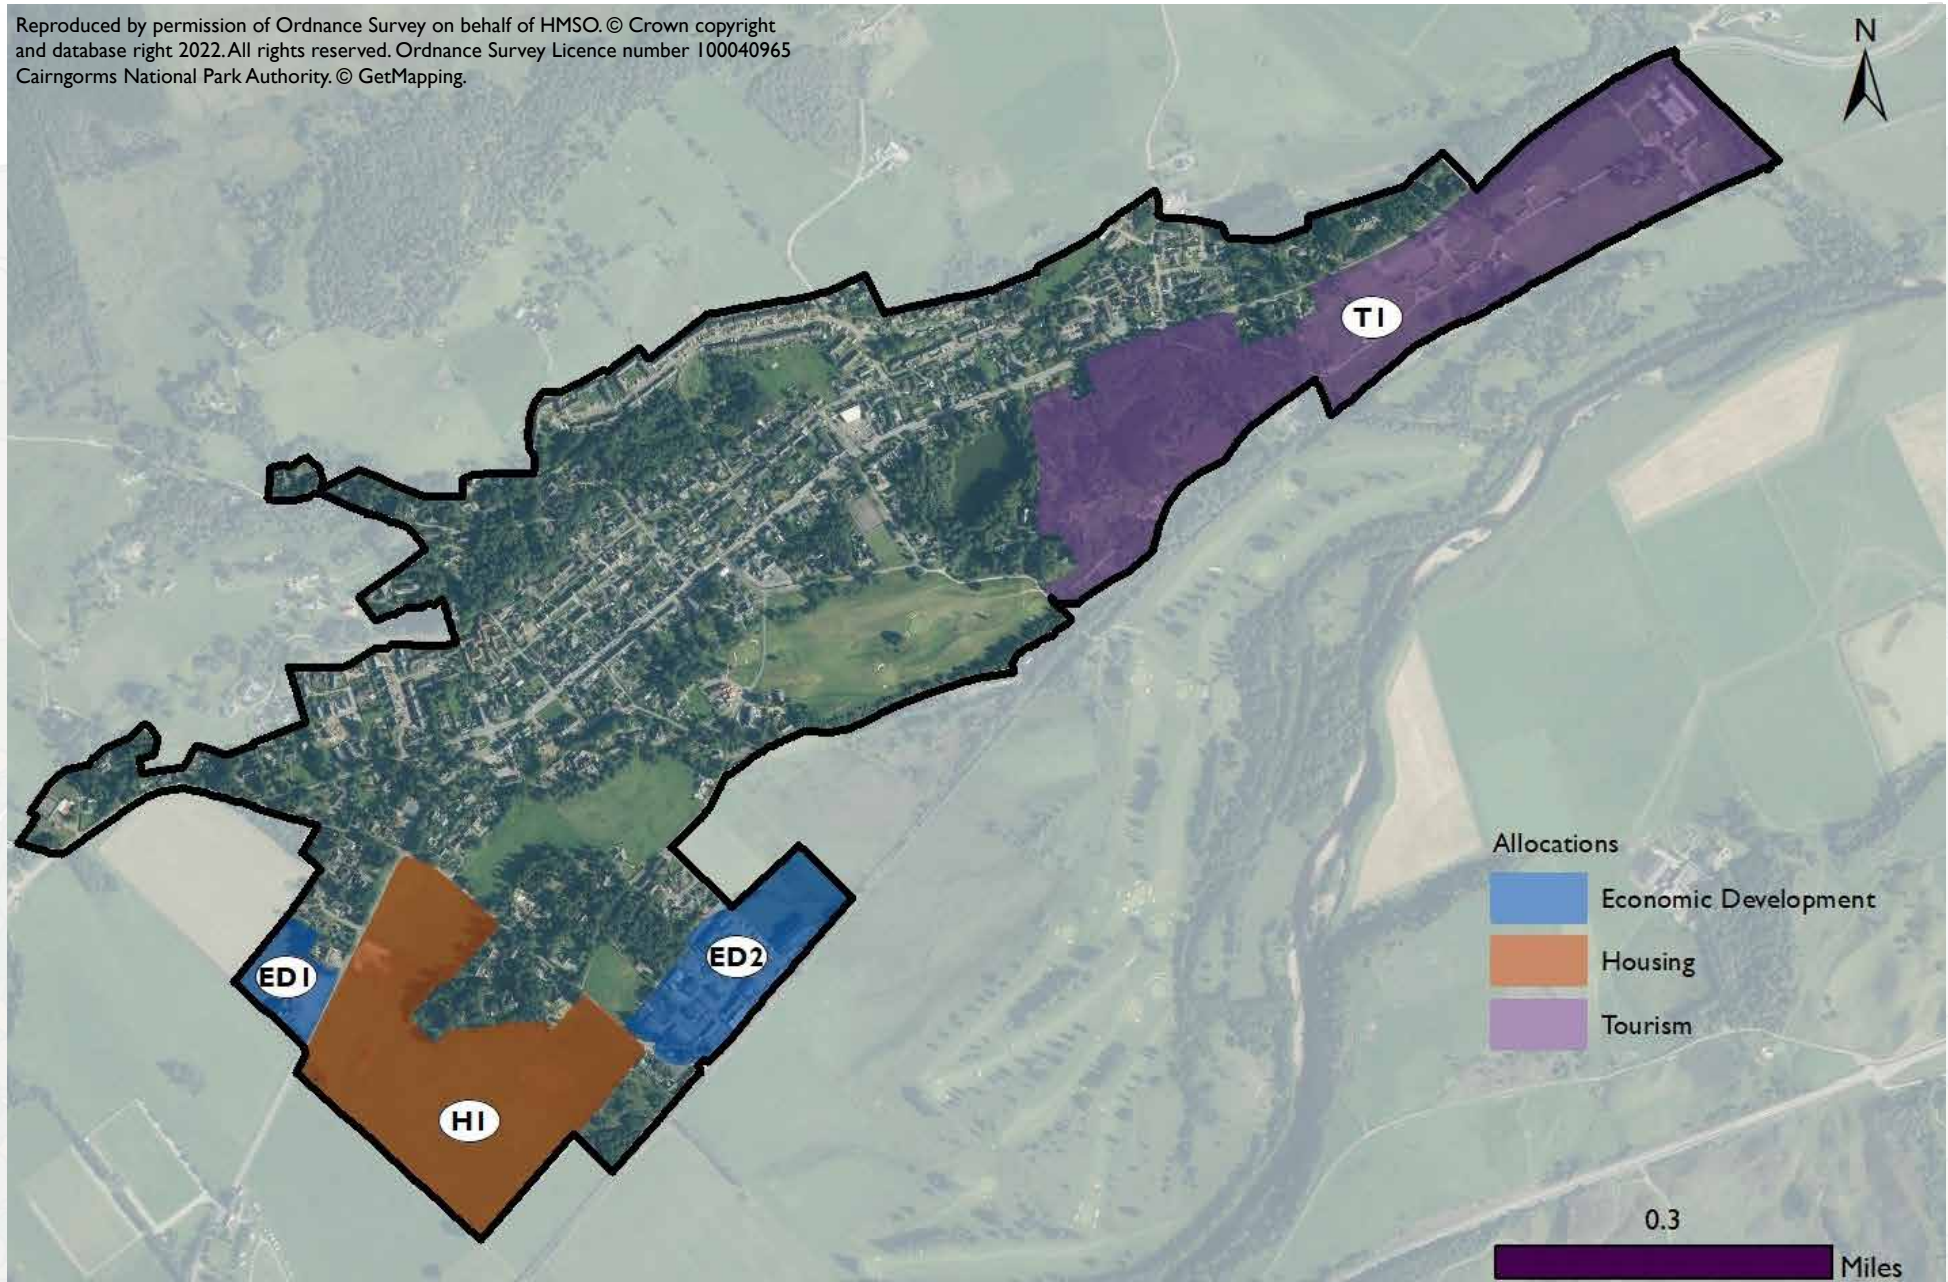 Reproduced by permission of Ordnance Survey on behalf of HMSO. © Crown copyright
and database right 2022. All rights reserved. Ordnance Survey Licence number 100040965
Cairngorms National Park Authority. © GetMapping.
N
T1
ED1
ED2
H1
Allocations
Economic Development
Housing
Tourism
0.3
Miles